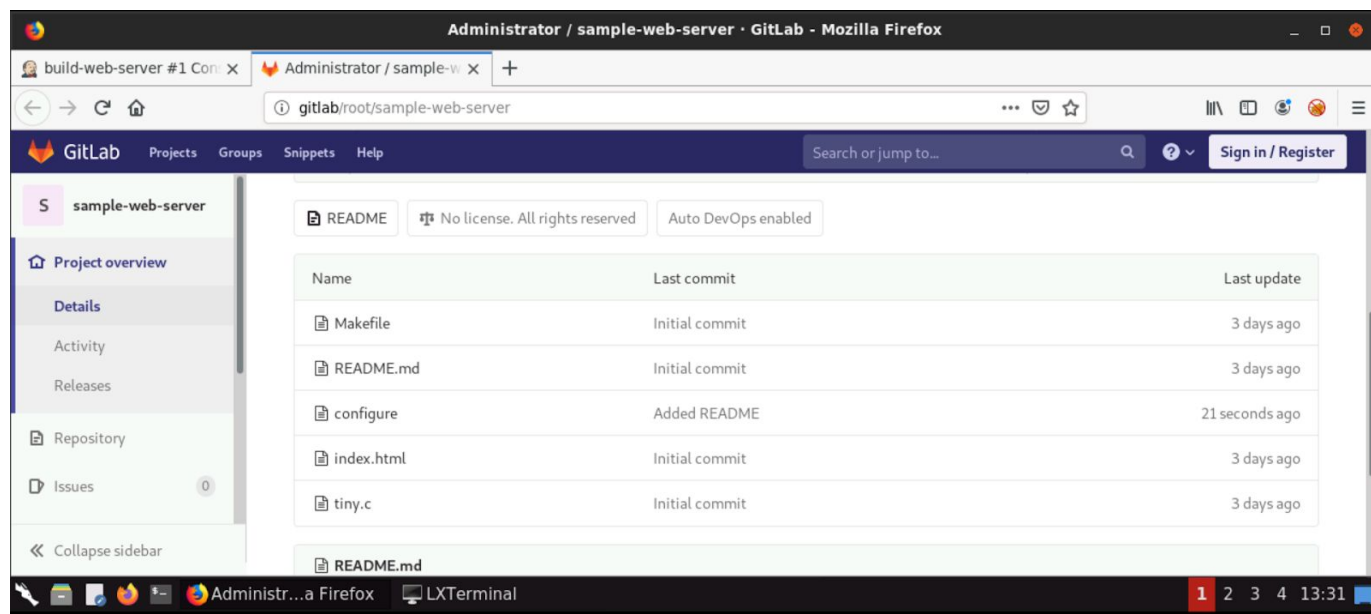 Administrator / sample-web-server · GitLab - Mozilla Firefox
build-web-server #1 Con
Administrator / sample-w
gitlab/root/sample-web-server
GitLab Projects Groups Snippets Help Search or jump to... Sign in / Register
S sample-web-server
Project overview
Details
Activity
Releases
Repository
Issues 0
Collapse sidebar
README No license. All rights reserved Auto DevOps enabled
Name Last commit Last update
Makefile Initial commit 3 days ago
README.md Initial commit 3 days ago
configure Added README 21 seconds ago
index.html Initial commit 3 days ago
tiny.c Initial commit 3 days ago
README.md
Administr...a Firefox LXTerminal 1 2 3 4 13:31